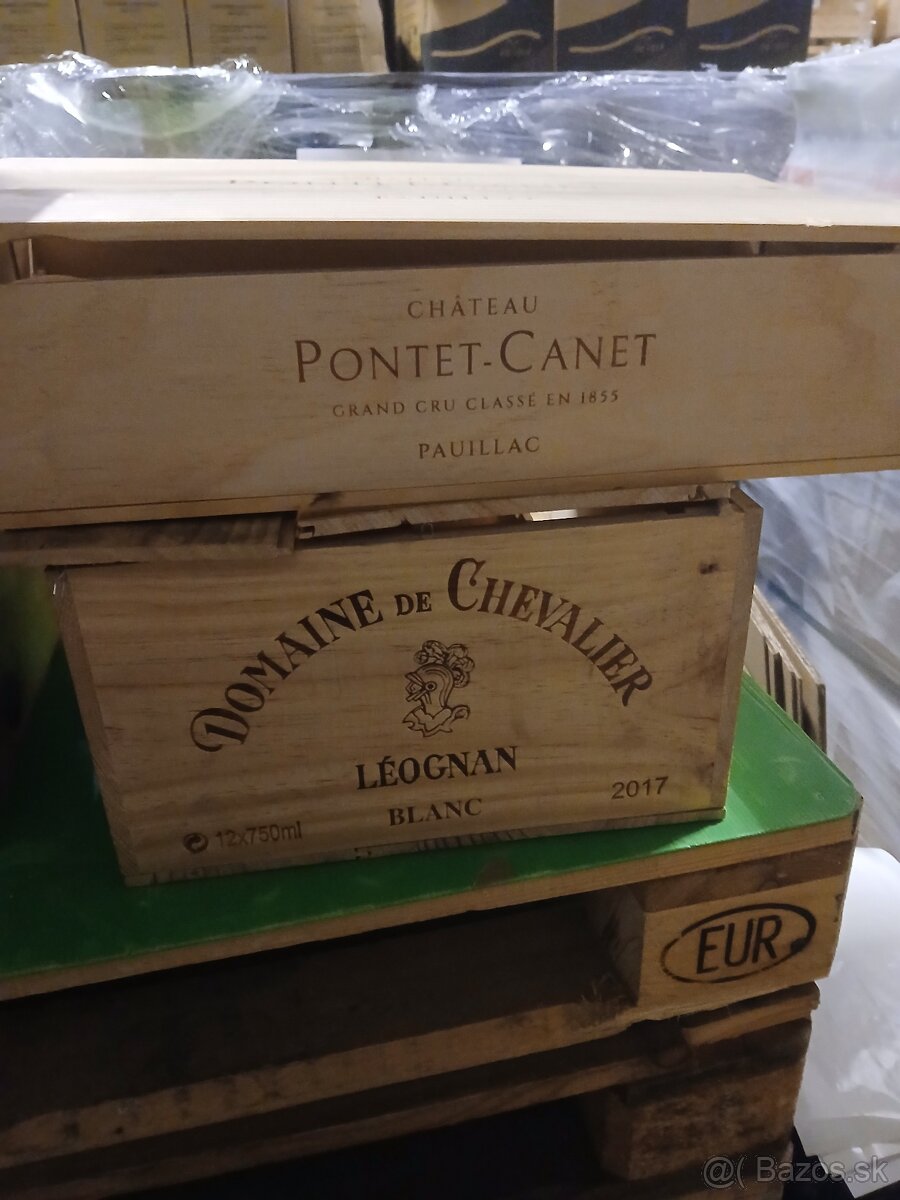 CHÂTEAU
PONTET-CANET
GRAND CRU CLASSÉ EN 1855
PAUILLAC
DOMAINE DE CHEVALIER
LÉOGNAN
BLANC
2017
12x750ml
EUR
@( Bazos.sk